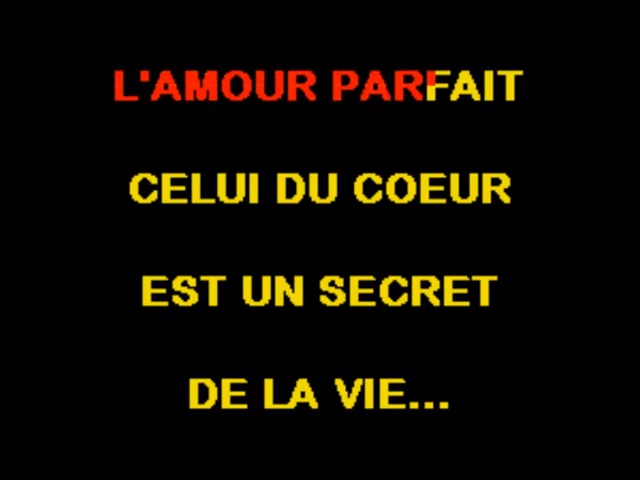 L'AMOUR PARFAIT
CELUI DU COEUR
EST UN SECRET
DE LA VIE...